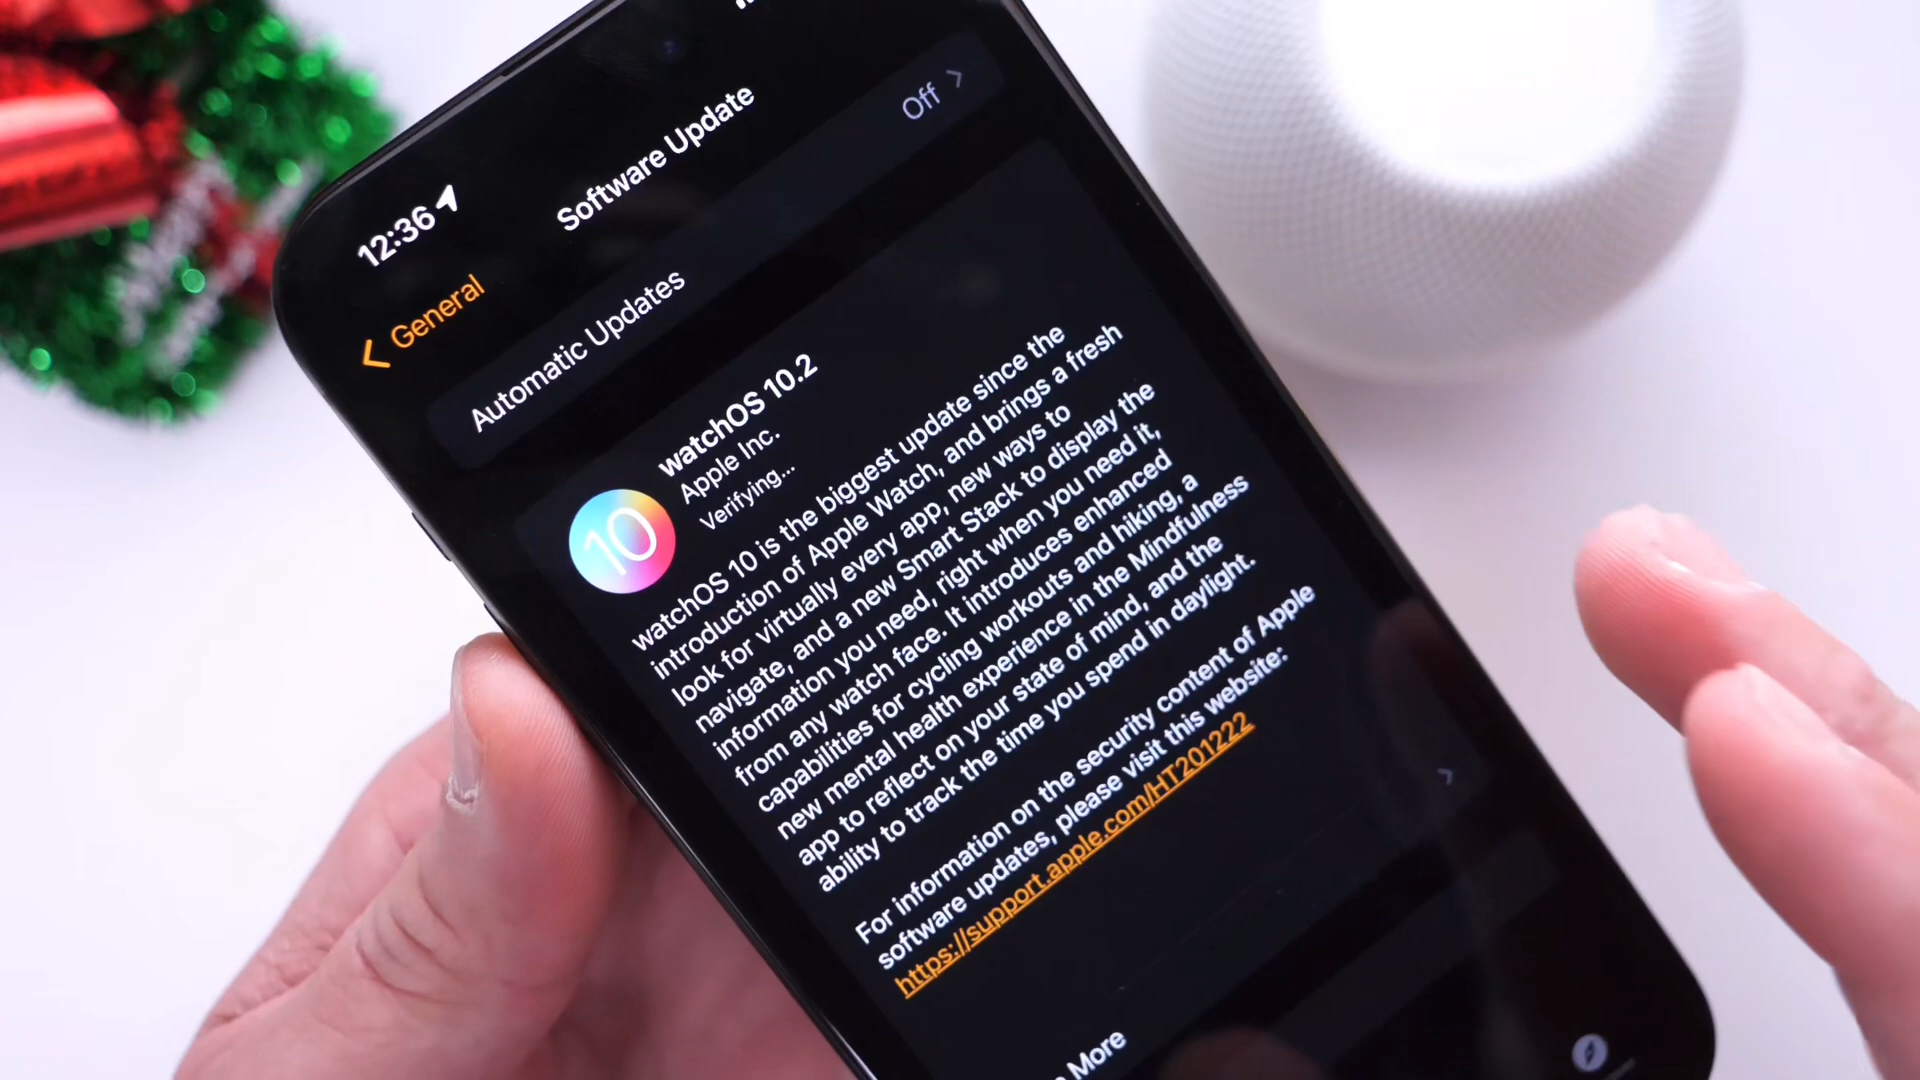 12:36
General
Software Update
Automatic Updates
Off
10
watchOS 10.2
Apple Inc.
Verifying...
watchOS 10 is the biggest update since the
introduction of Apple Watch, and brings a fresh
look for virtually every app, new ways to
navigate, and a new Smart Stack to display the
information you need, right when you need it,
from any watch face. It introduces enhanced
capabilities for cycling workouts and hiking, a
new mental health experience in the Mindfulness
app to reflect on your state of mind, and the
ability to track the time you spend in daylight.
For information on the security content of Apple
software updates, please visit this website:
https://support.apple.com/HT201222
More